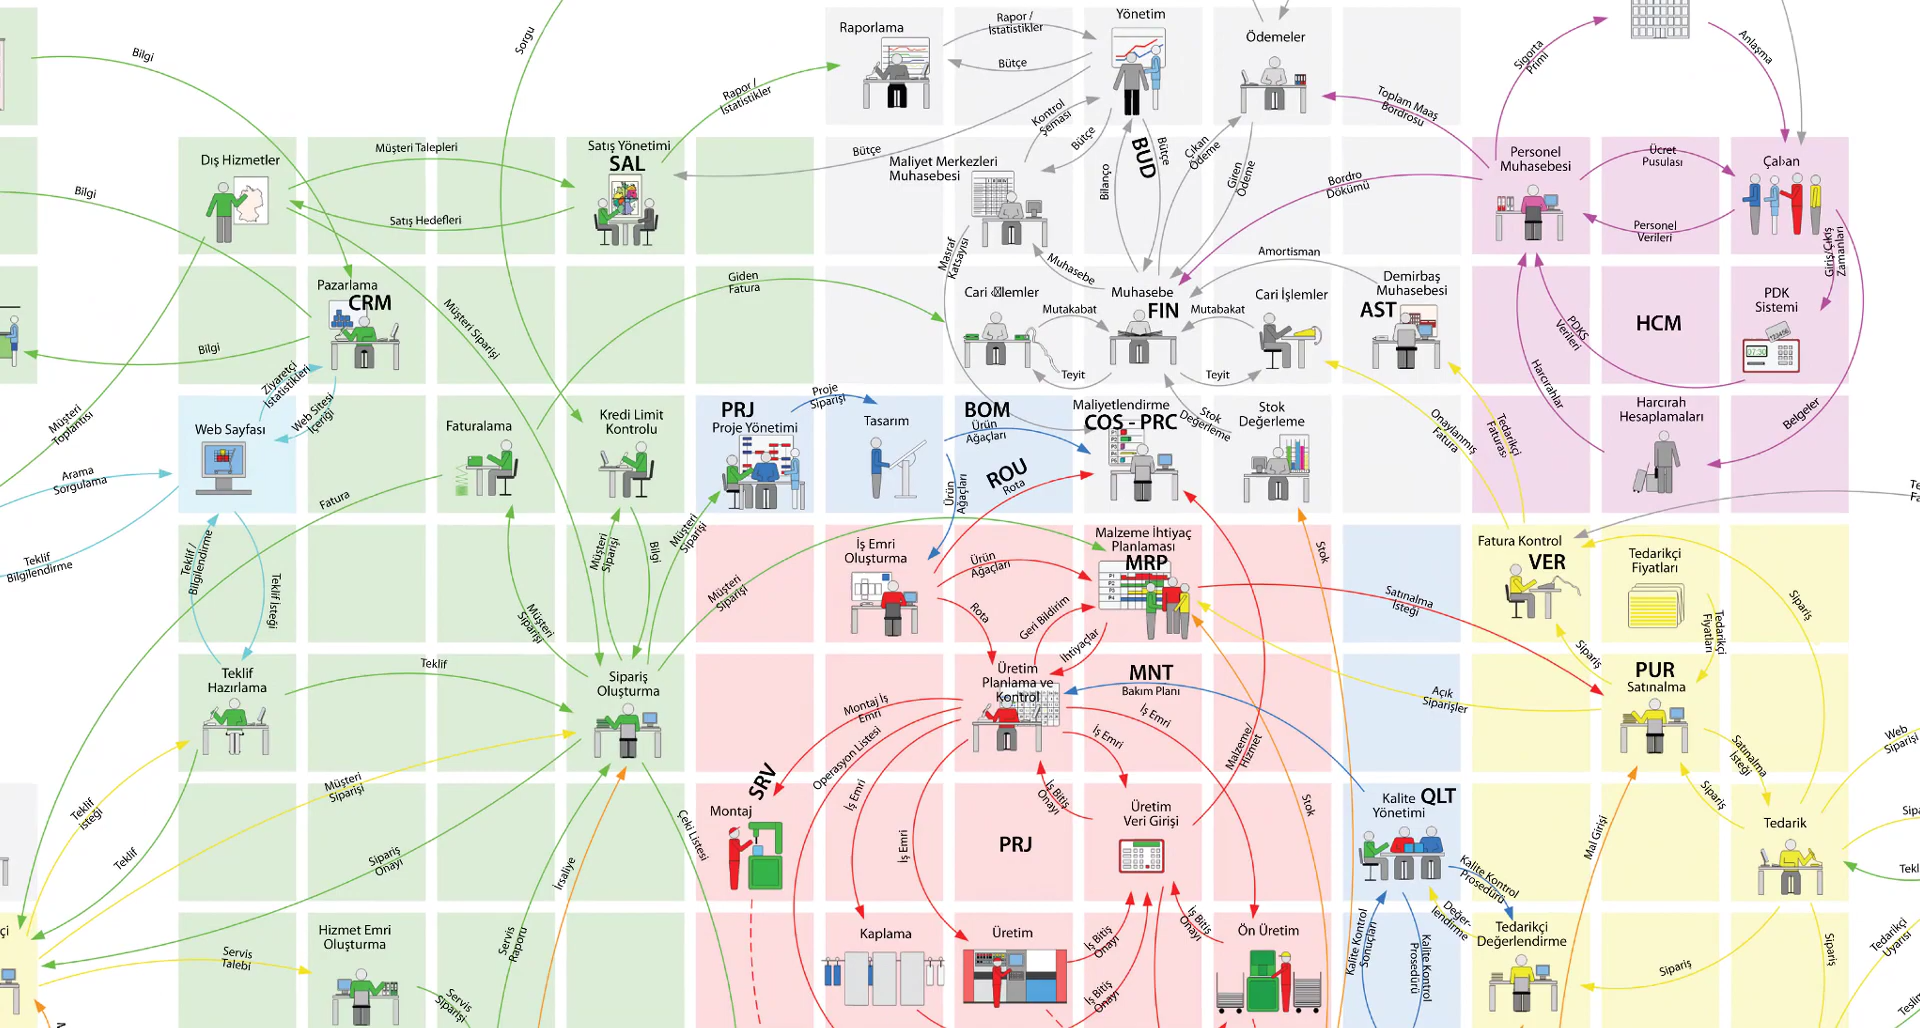 Bilgi
Sorgu
Raporlama
Rapor /
İstatistikler
Bütçe
Yönetim
Ödemeler
Sigorta
Primi
Anlaşma
Rapor /
İstatistikler
Kontrol
Şeması
Bütçe
Toplam Maaş
Bordrosu
Dış Hizmetler
Müşteri Talepleri
Satış Yönetimi
SAL
Bütçe
Maliyet Merkezleri
Muhasebesi
BUD
Bütçe
Bilanço
Çıkan
Ödeme
Giren
Ödeme
Bordro
Dökümü
Personel
Muhasebesi
Ücret
Pusulası
Personel
Verileri
Bilgi
Satış Hedefleri
Giriş/Çıkış
Zamanları
Masraf
Katsayısı
Muhasebe
Amortisman
Pazarlama
CRM
Müşteri Siparişi
Giden
Fatura
Mutakabat
Muhasebe
FIN
Mutabakat
Cari İşlemler
Demirbaş
Muhasebesi
AST
HCM
PDK
Sistemi
07:30
PDKS
Verileri
Bilgi
Teyit
Teyit
Ziyaretçi
İstatistikleri
Web Sitesi
İçeriği
Müşteri
Toplantısı
Web Sayfası
Faturalama
Kredi Limit
Kontrolu
PRJ
Proje Yönetimi
Proje
Siparişi
Tasarım
BOM
Ürün
Ağaçları
Maliyetlendirme
COS - PRC
Stok
Değerleme
Stok
Değerleme
Onaylanmış
Fatura
Tedarikçi
Faturası
Harcırahlar
Harcırah
Hesaplamaları
Belgeler
Arama
Sorgulama
Fatura
ROU
Rota
Ürün
Ağaçları
Teklif
Bilgilendirme
Teklif /
Bilgilendirme
Teklif İsteği
Müşteri
Siparişi
Bilgi
Müşteri
Siparişi
İş Emri
Oluşturma
Ürün
Ağaçları
Malzeme İhtiyaç
Planlaması
MRP
Stok
Fatura Kontrol
VER
Tedarikçi
Fiyatları
Sipariş
Müşteri
Siparişi
Müşteri
Siparişi
Rota
Geri Bildirim
İhtiyaçlar
Satınalma
İsteği
Sipariş
Tedarikçi
Fiyatları
Teklif
Hazırlama
Teklif
Sipariş
Oluşturma
Üretim
Planlama ve
Kontrol
MNT
Bakım Planı
Açık
Siparişler
PUR
Satınalma
Montaj İş
Emri
Operasyon Listesi
İş Emri
İş Emri
Malzeme/
Hizmet
Satınalma
İsteği
Web
Siparişi
Teklif
isteği
Müşteri
Siparişi
Çeki Listesi
SRV
Montaj
İş Emri
İş Emri
İş Bitiş
Onayı
Üretim
Veri Girişi
PRJ
Stok
Kalite
Yönetimi
QLT
Mal Girişi
Sipariş
Tedarik
Teklif
Sipariş
Onayı
İrsaliye
Kalite Kontrol
Prosedürü
Değer-
lendirme
Hizmet Emri
Oluşturma
Servis
Talebi
Servis
Siparişi
Servis
Raporu
Kaplama
Üretim
İş Bitiş
Onayı
İş Bitiş
Onayı
İş Bitiş
Onayı
Ön Üretim
Kalite Kontrol
Sonuçları
Kalite Kontrol
Prosedürü
Tedarikçi
Değerlendirme
Sipariş
Sipariş
Tedarikçi
Uyarısı